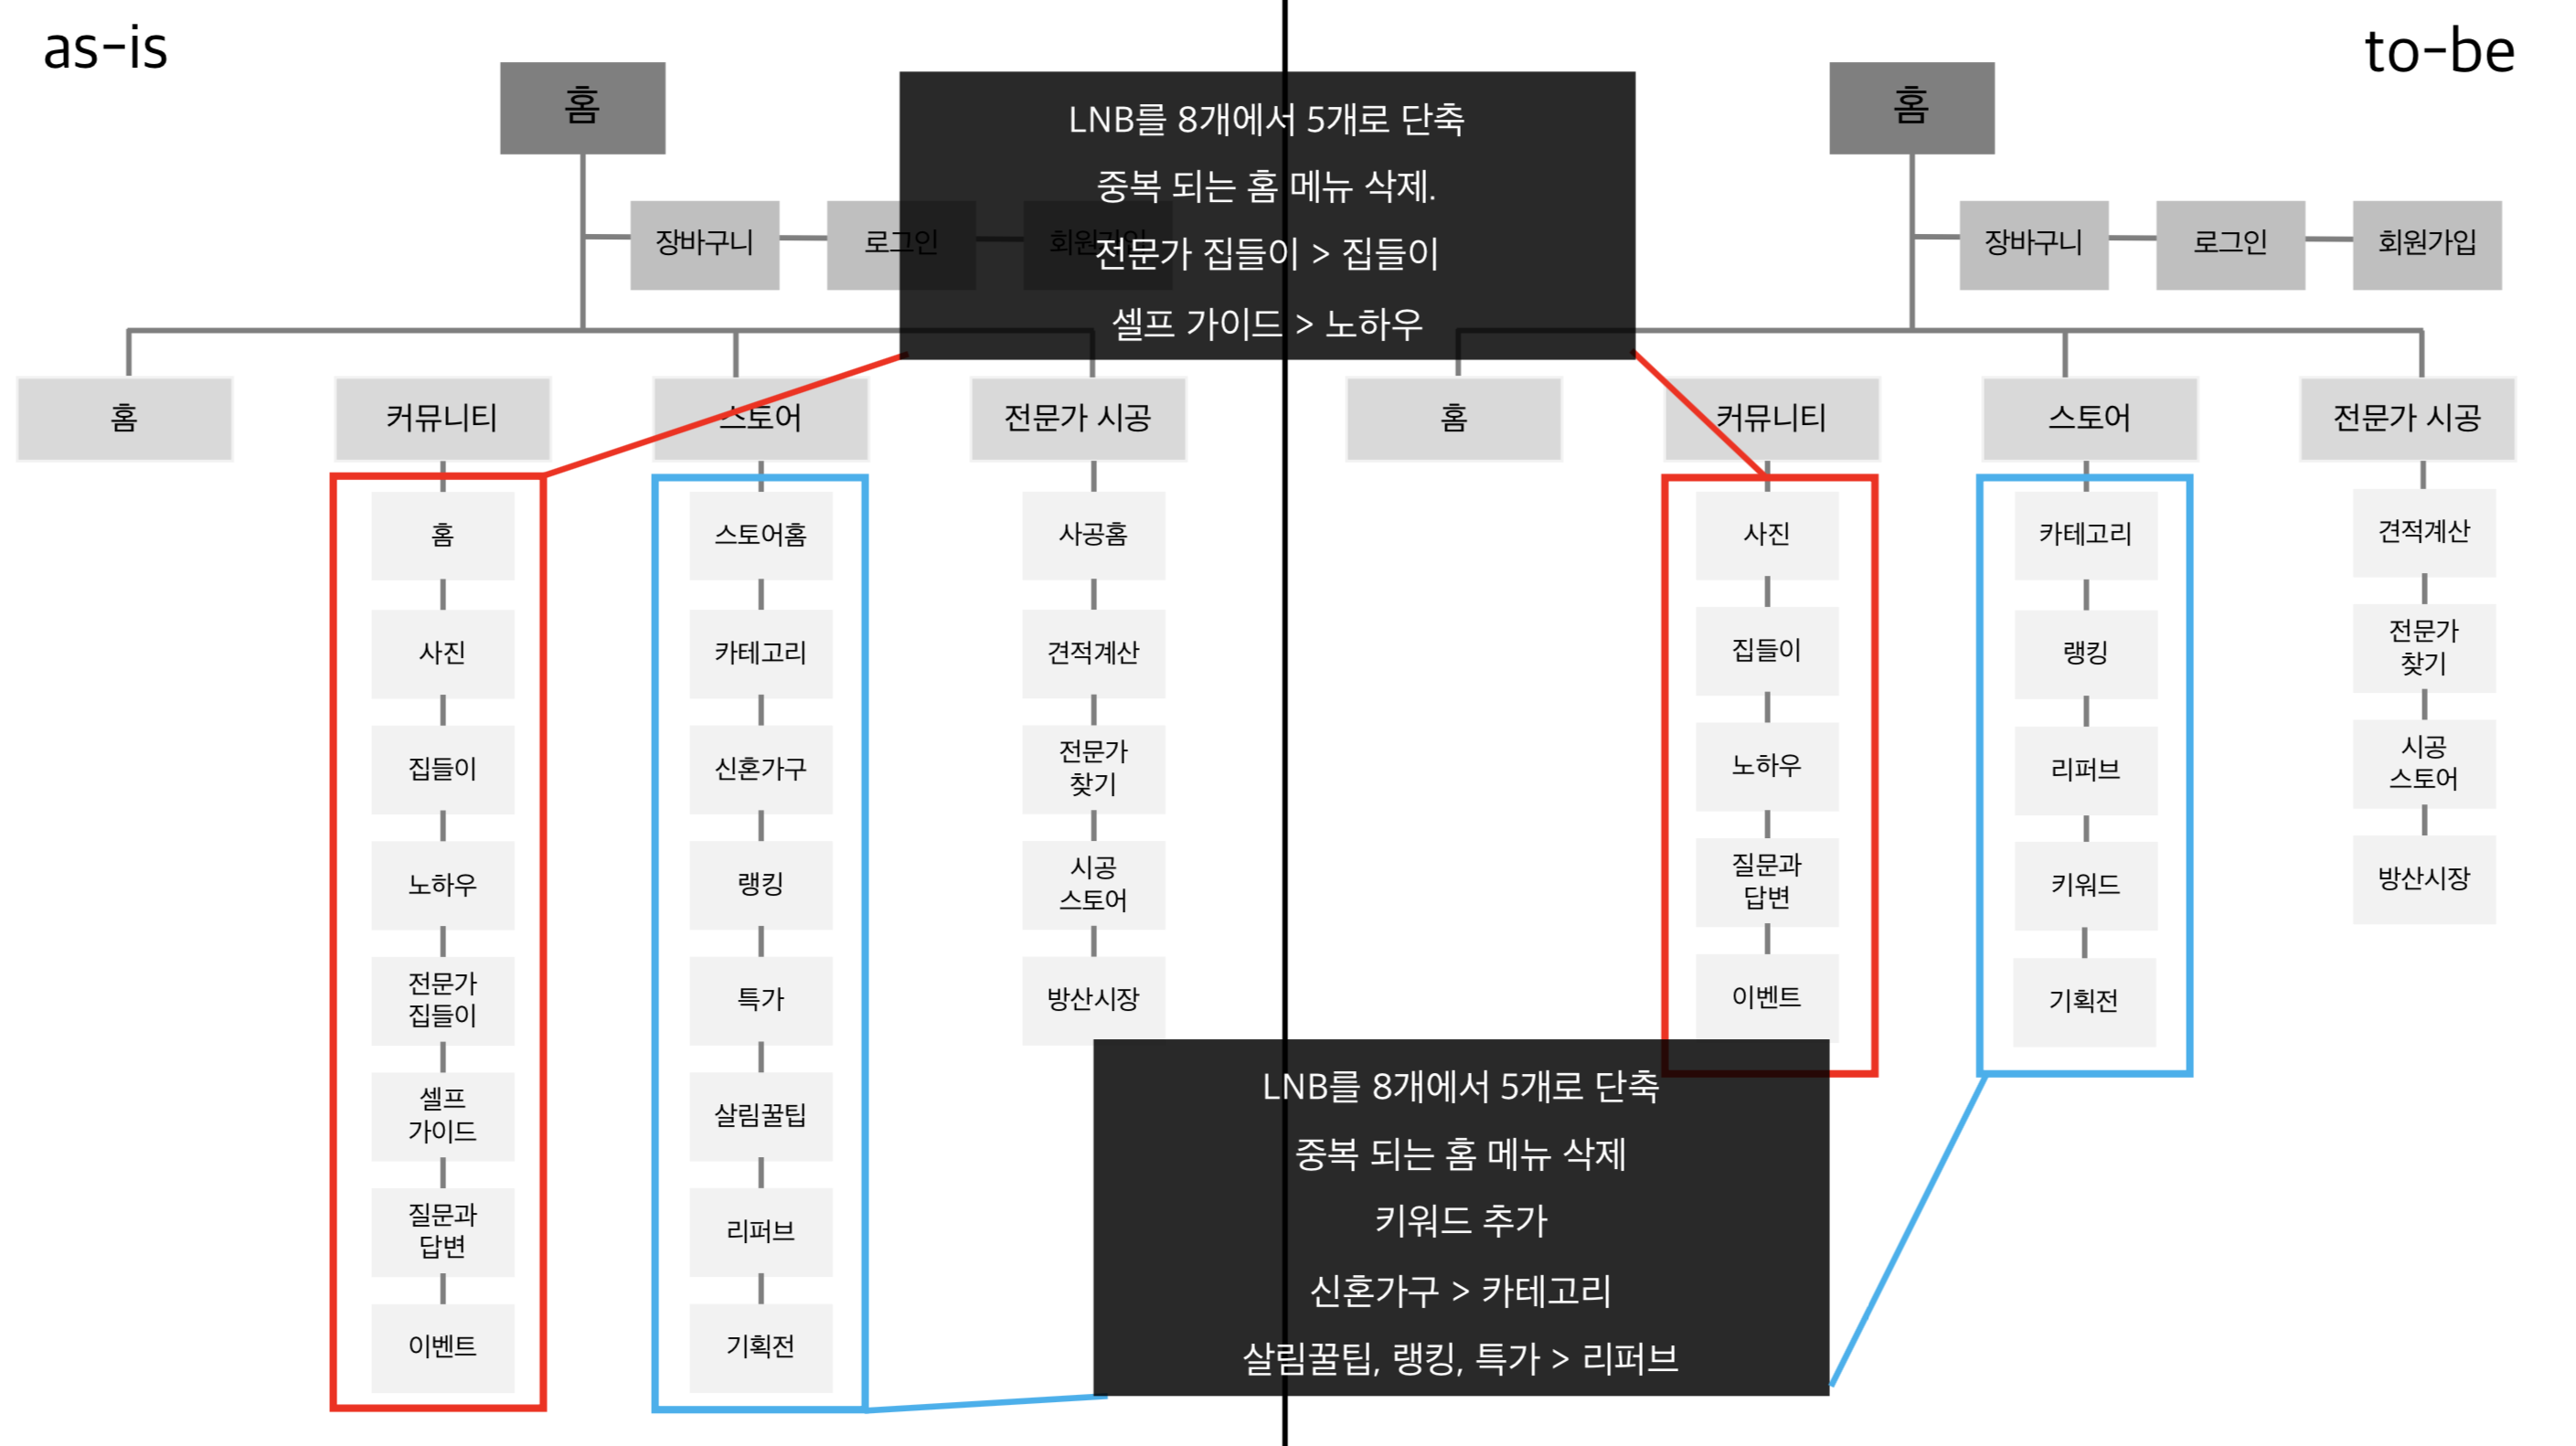 as-is
to-be
홈
장바구니
로그인
회원가입
홈
커뮤니티
스토어
전문가 시공
홈
사진
집들이
노하우
전문가
집들이
셀프
가이드
질문과
답변
이벤트
스토어홈
카테고리
신혼가구
랭킹
특가
살림꿀팁
리퍼브
기획전
사공홈
견적계산
전문가
찾기
시공
스토어
방산시장
LNB를 8개에서 5개로 단축
중복 되는 홈 메뉴 삭제.
전문가 집들이 > 집들이
셀프 가이드 > 노하우
홈
장바구니
로그인
회원가입
홈
커뮤니티
스토어
전문가 시공
사진
집들이
노하우
질문과
답변
이벤트
카테고리
랭킹
리퍼브
키워드
기획전
견적계산
전문가
찾기
시공
스토어
방산시장
LNB를 8개에서 5개로 단축
중복 되는 홈 메뉴 삭제
키워드 추가
신혼가구 > 카테고리
살림꿀팁, 랭킹, 특가 > 리퍼브